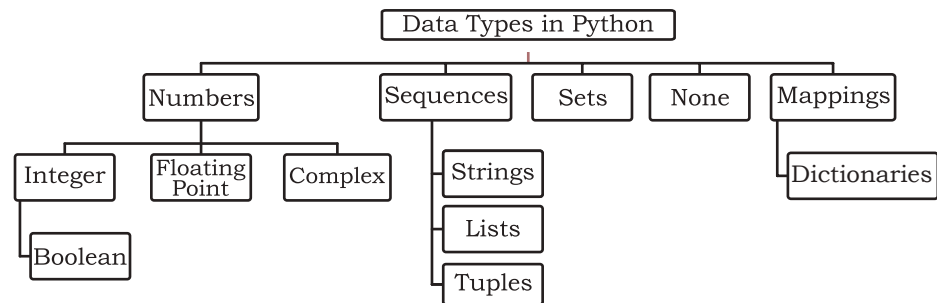 Data Types in Python
Numbers
Sequences
Sets
None
Mappings
Integer
Floating
Point
Complex
Strings
Dictionaries
Lists
Boolean
Tuples